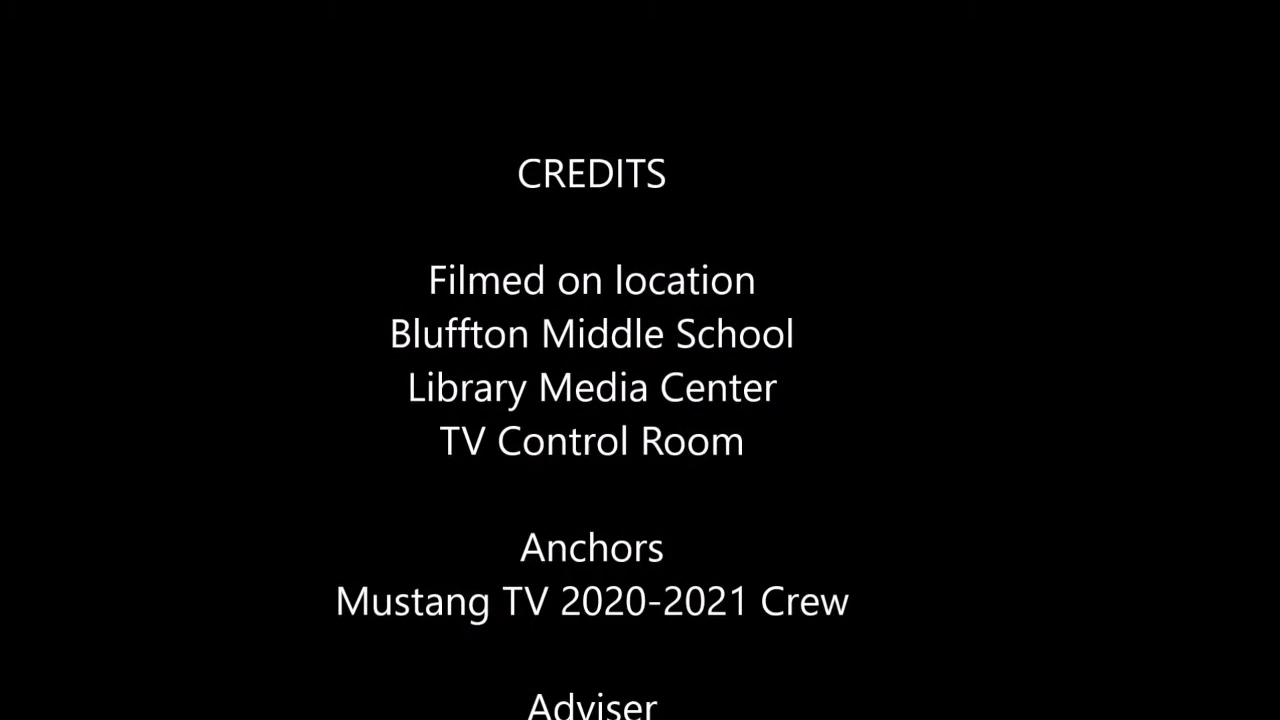 CREDITS
Filmed on location
Bluffton Middle School
Library Media Center
TV Control Room
Anchors
Mustang TV 2020-2021 Crew
Adviser